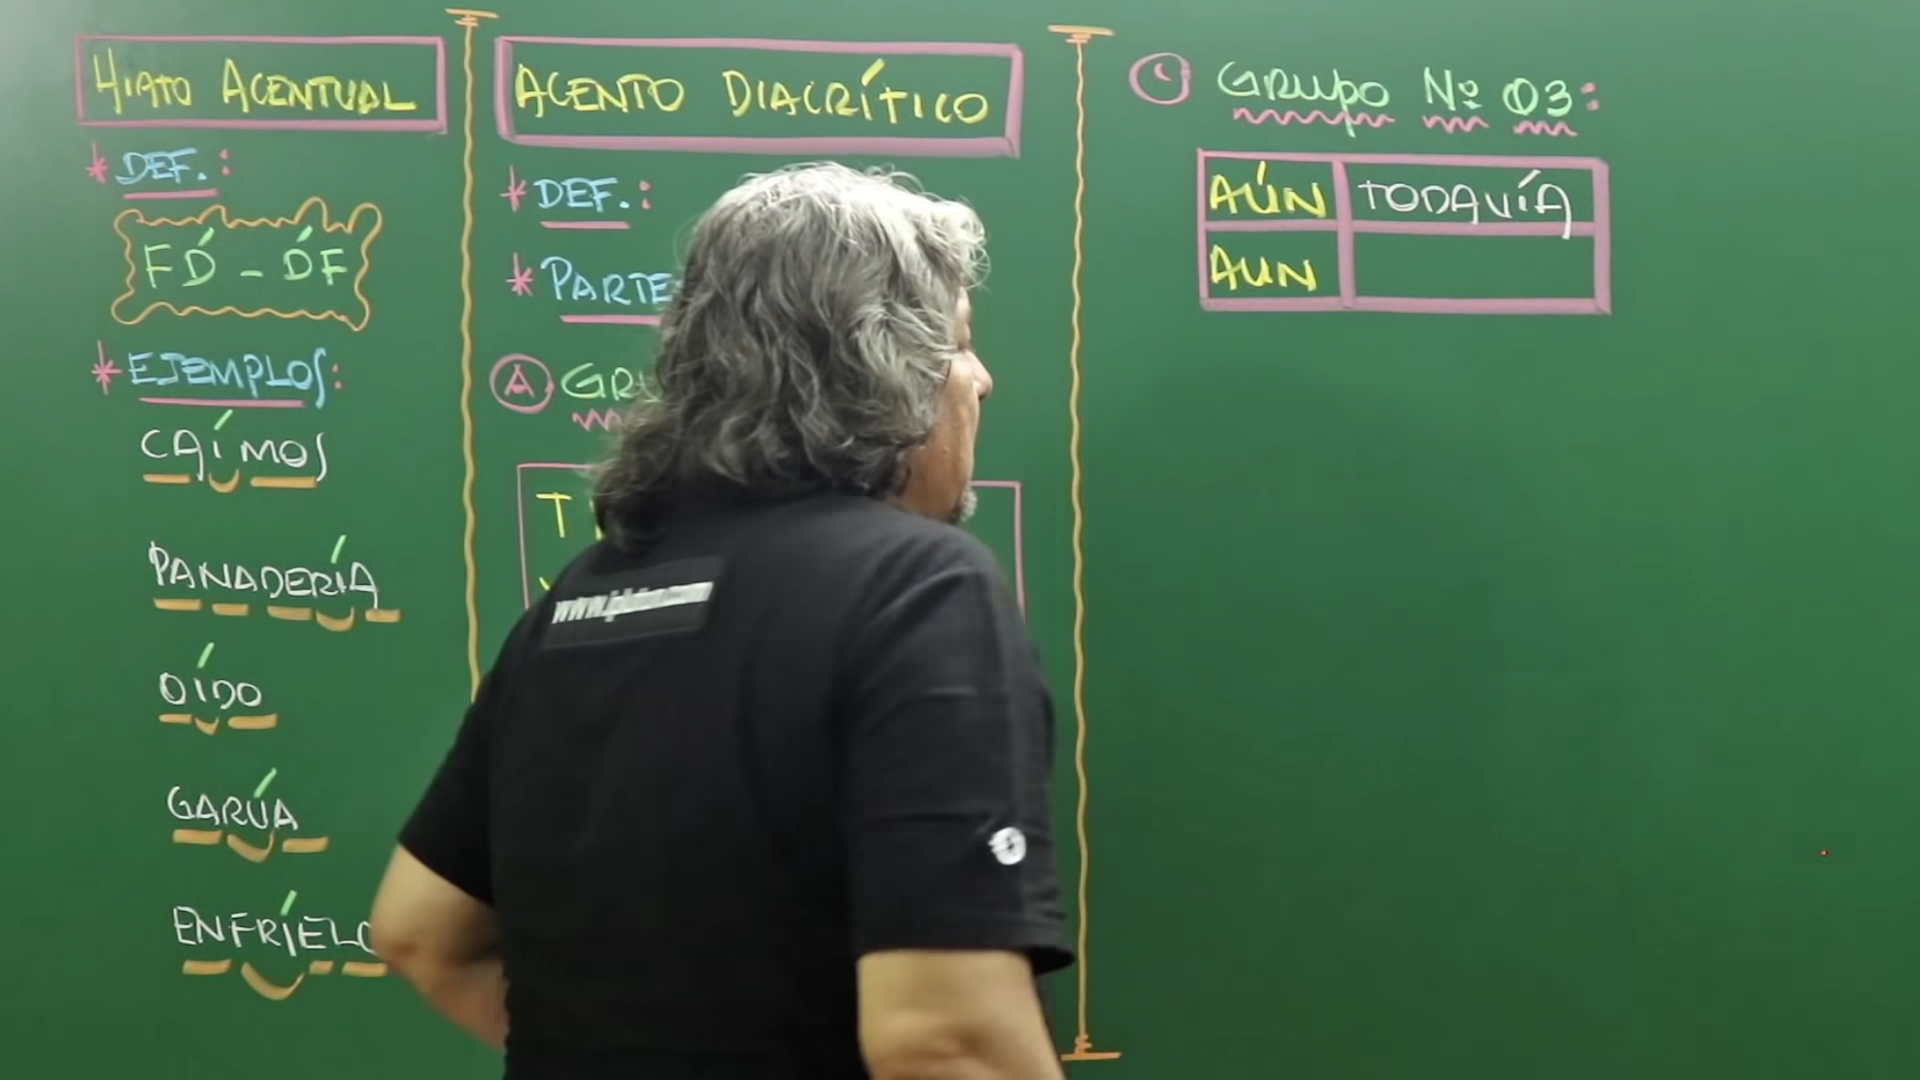 HIATO ACENTUAL
* DEF.:
FD́ - D́F
* EJEMPLOS:
CAÍMOS
PANADERÍA
OÍDO
GARÚA
ENFRÍELO
ACENTO DIACRÍTICO
* DEF.:
* PARTE
A GR
T
GRUPO Nº 03:
AÚN TODAVÍA
AUN